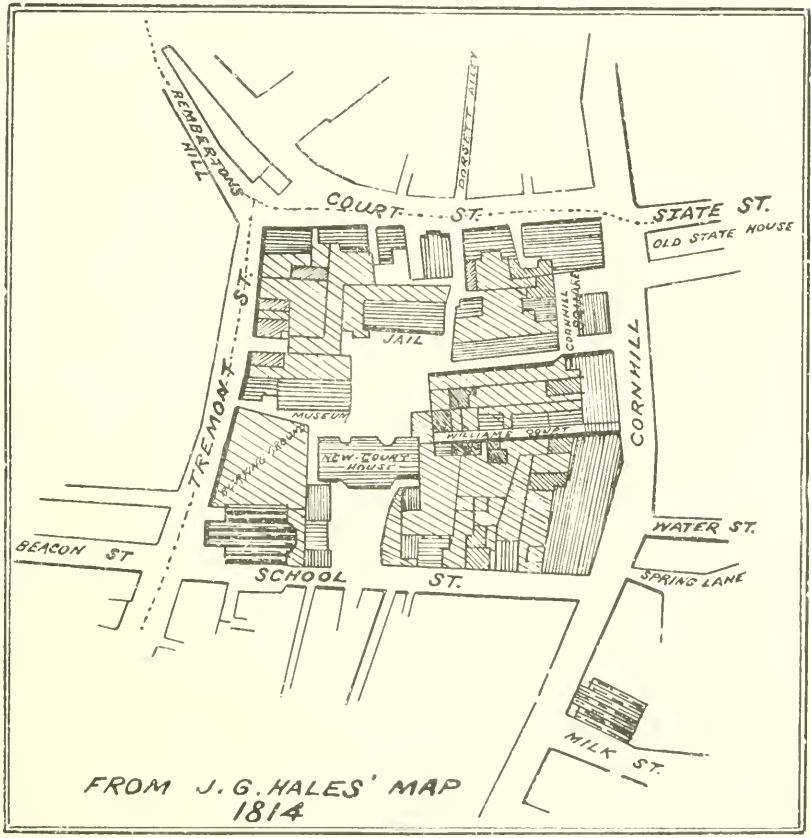 REMBERTONS
HILL
DORSETT ALLEY
COURT ST.
STATE ST.
OLD STATE HOUSE
TREMONT ST.
JAIL
CORNHILL
SQUARE
CORNHILL
MUSEUM
BURYING GROUND
WILLIAMS COURT
NEW COURT
HOUSE
WATER ST.
BEACON ST
SCHOOL ST.
SPRING LANE
MILK ST.
FROM J. G. HALES' MAP
1814